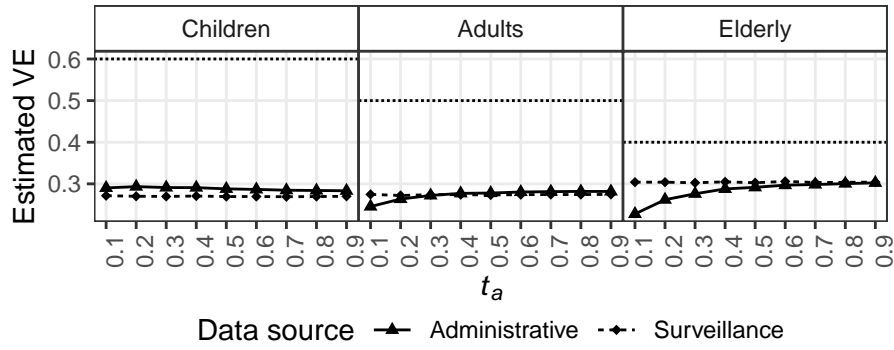 Children Adults Elderly
Estimated VE
0.6
0.5
0.4
0.3
0.1 0.2 0.3 0.4 0.5 0.6 0.7 0.8 0.9 0.1 0.2 0.3 0.4 0.5 0.6 0.7 0.8 0.9 0.1 0.2 0.3 0.4 0.5 0.6 0.7 0.8 0.9
t_a
Data source Administrative Surveillance